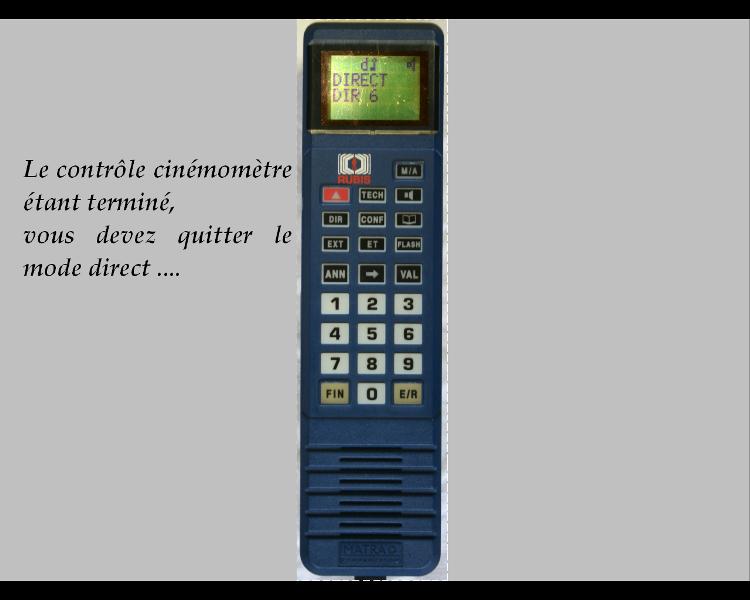 Le contrôle cinémomètre
étant terminé,
vous devez quitter le
mode direct ....
DIRECT
DIR 6
RUBIS
M/A
TECH
DIR CONF
EXT ET FLASH
ANN VAL
1 2 3
4 5 6
7 8 9
FIN 0 E/R
MATRA